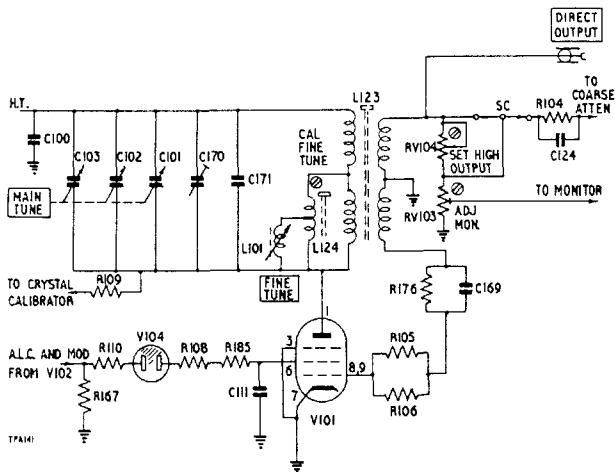 DIRECT
OUTPUT
L123
H.T.
TO
COARSE
ATTEN
SC
R104
C100
CAL
FINE
TUNE
C124
C103
C102
C101
C170
C171
RV104
SET HIGH
OUTPUT
MAIN
TUNE
TO MONITOR
RV103
ADJ
MON.
L101
L124
FINE
TUNE
TO CRYSTAL
CALIBRATOR
R109
R176
C169
1
A.L.C. AND MOD
FROM V102
R110
V104
R108
R185
3
6
8,9
R105
R167
C111
7
V101
R106
TPA141